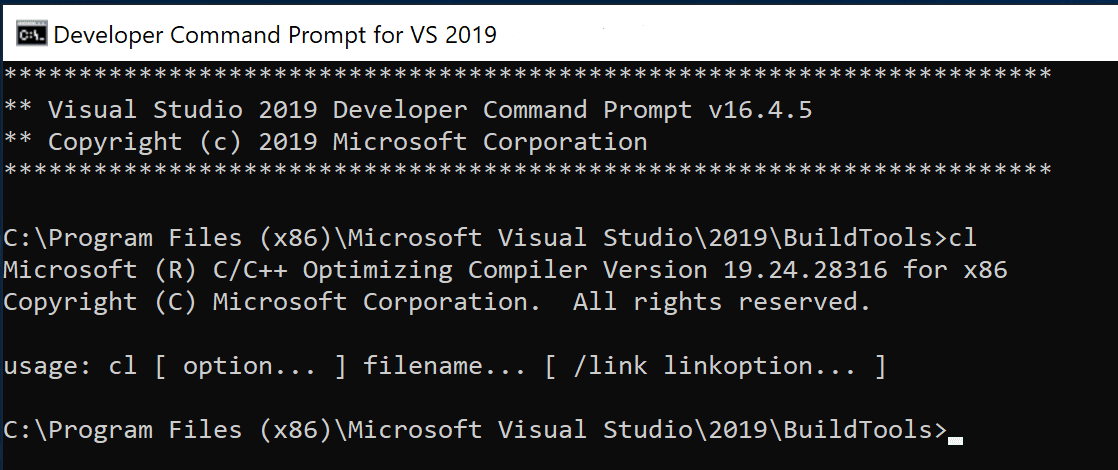 C:\. Developer Command Prompt for VS 2019
**********************************************************************
** Visual Studio 2019 Developer Command Prompt v16.4.5
** Copyright (c) 2019 Microsoft Corporation
**********************************************************************
C:\Program Files (x86)\Microsoft Visual Studio\2019\BuildTools>cl
Microsoft (R) C/C++ Optimizing Compiler Version 19.24.28316 for x86
Copyright (C) Microsoft Corporation.  All rights reserved.
usage: cl [ option... ] filename... [ /link linkoption... ]
C:\Program Files (x86)\Microsoft Visual Studio\2019\BuildTools>